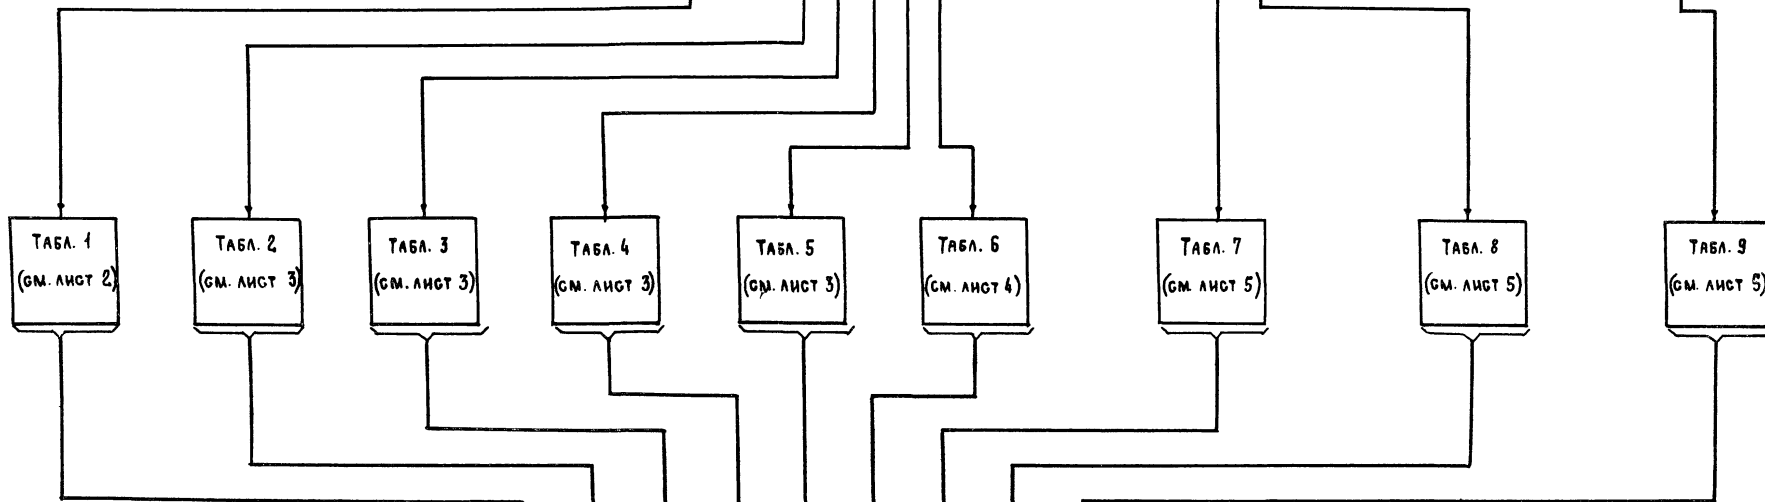 Табл. 1
(см. лист 2)
Табл. 2
(см. лист 3)
Табл. 3
(см. лист 3)
Табл. 4
(см. лист 3)
Табл. 5
(см. лист 3)
Табл. 6
(см. лист 4)
Табл. 7
(см. лист 5)
Табл. 8
(см. лист 5)
Табл. 9
(см. лист 5)